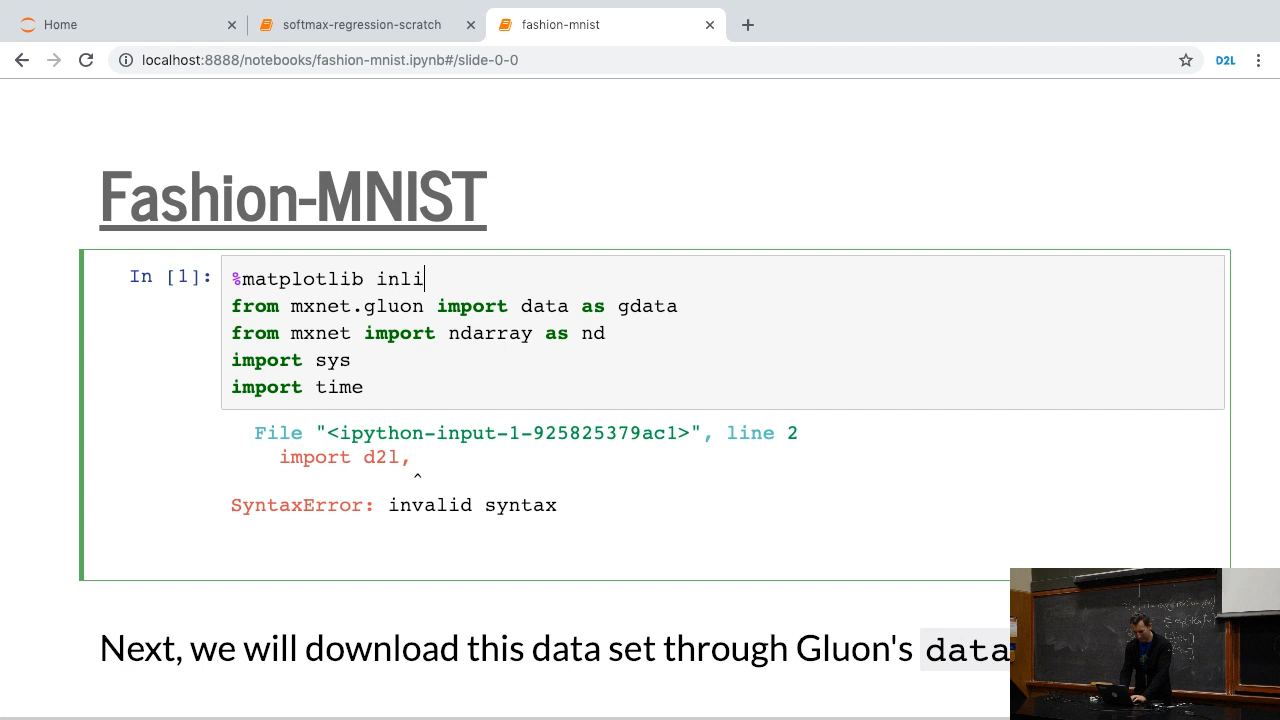 Home
softmax-regression-scratch
fashion-mnist
localhost:8888/notebooks/fashion-mnist.ipynb#/slide-0-0
D2L
Fashion-MNIST
In [1]:
%matplotlib inli
from mxnet.gluon import data as gdata
from mxnet import ndarray as nd
import sys
import time
File "<ipython-input-1-925825379ac1>", line 2
import d2l,
^
SyntaxError: invalid syntax
Next, we will download this data set through Gluon's data